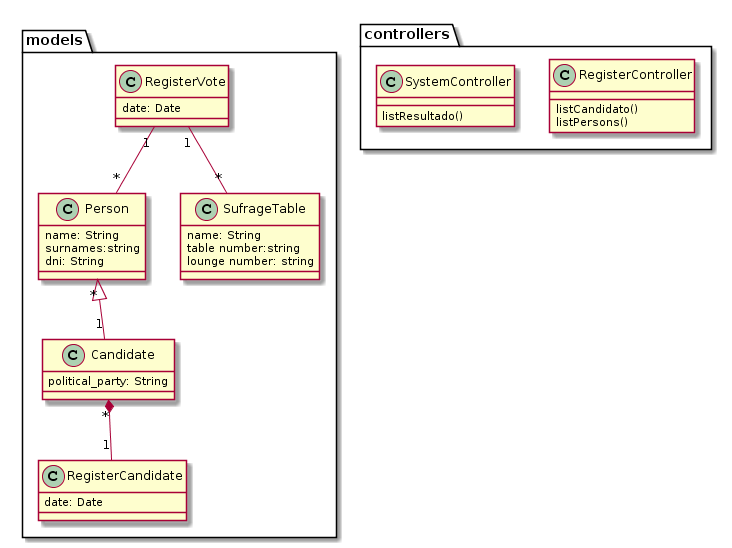 models
C RegisterVote
date: Date
1
1
*
*
C Person
name: String
surnames:string
dni: String
C SufrageTable
name: String
table number:string
lounge number: string
*
1
C Candidate
political_party: String
*
1
C RegisterCandidate
date: Date
controllers
C SystemController
listResultado()
C RegisterController
listCandidato()
listPersons()